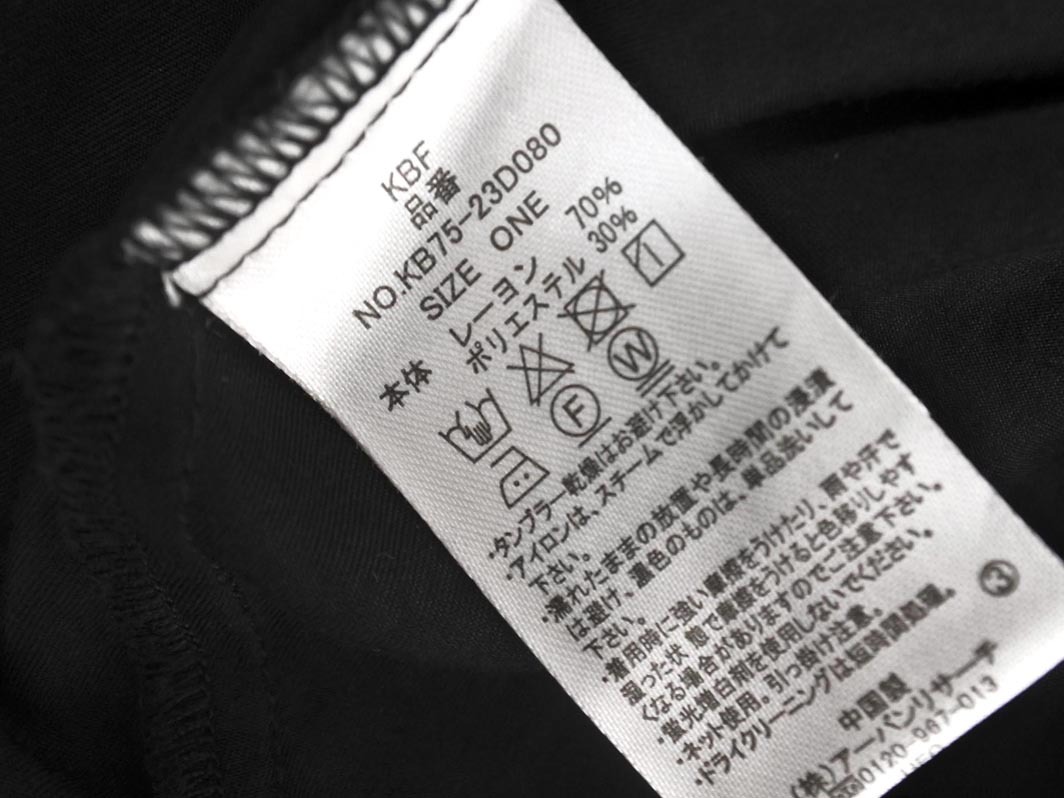 KBF
品番
NO.KB75-23D080
SIZE ONE
本体 レーヨン 70%
ポリエステル 30%
F W
・タンブラー乾燥はお避け下さい。
・アイロンは、スチームで浮かしてかけて
下さい。
・濡れたままの放置や長時間の浸漬
は避け、濃色のものは、単品洗いして
下さい。
・着用時に強い摩擦をうけたり、雨や汗で
湿った状態で摩擦をうけると色移りしやす
くなる場合がありますのでご注意下さい。
・蛍光増白剤を使用しないでください。
・ネット使用。引っ掛け注意。
・ドライクリーニングは短時間処理。
③
中国製
(株)アーバンリサーチ
0120-967-013